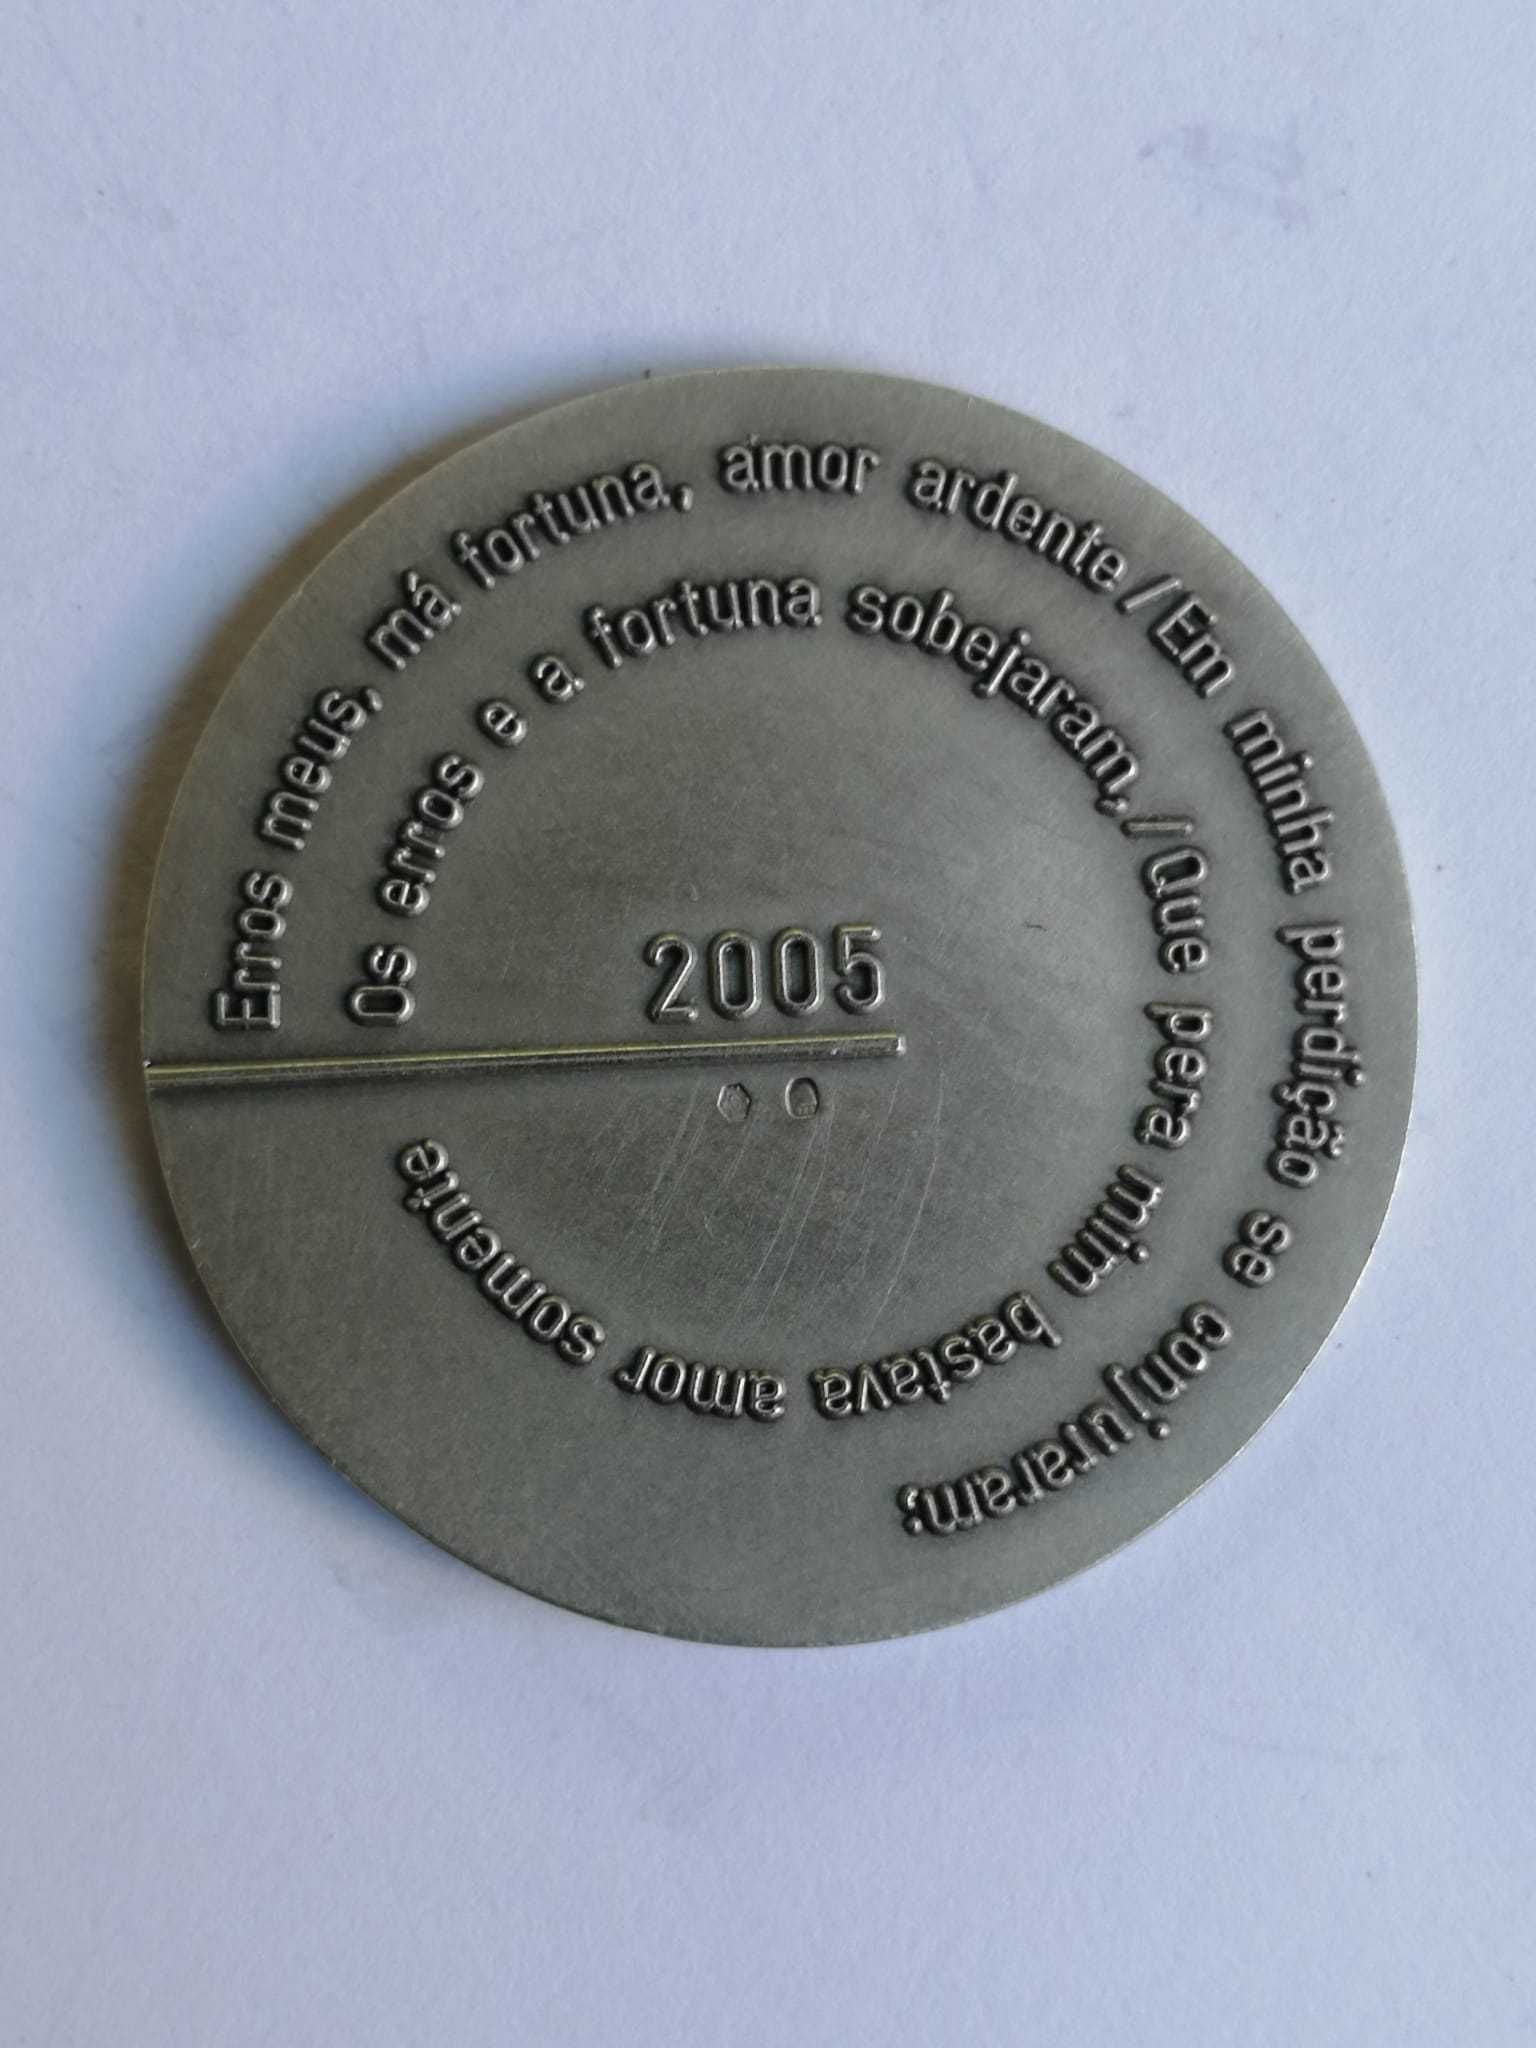 Erros meus, má fortuna, amor ardente/Em minha perdição se conjuraram;
Os erros e a fortuna sobejaram,/Que pera mim bastava amor somente
2005